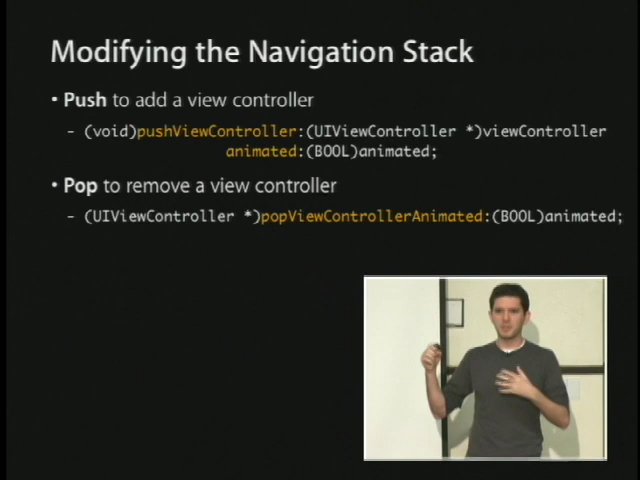 Modifying the Navigation Stack
• Push to add a view controller
- (void)pushViewController:(UIViewController *)viewController
animated:(BOOL)animated;
• Pop to remove a view controller
- (UIViewController *)popViewControllerAnimated:(BOOL)animated;